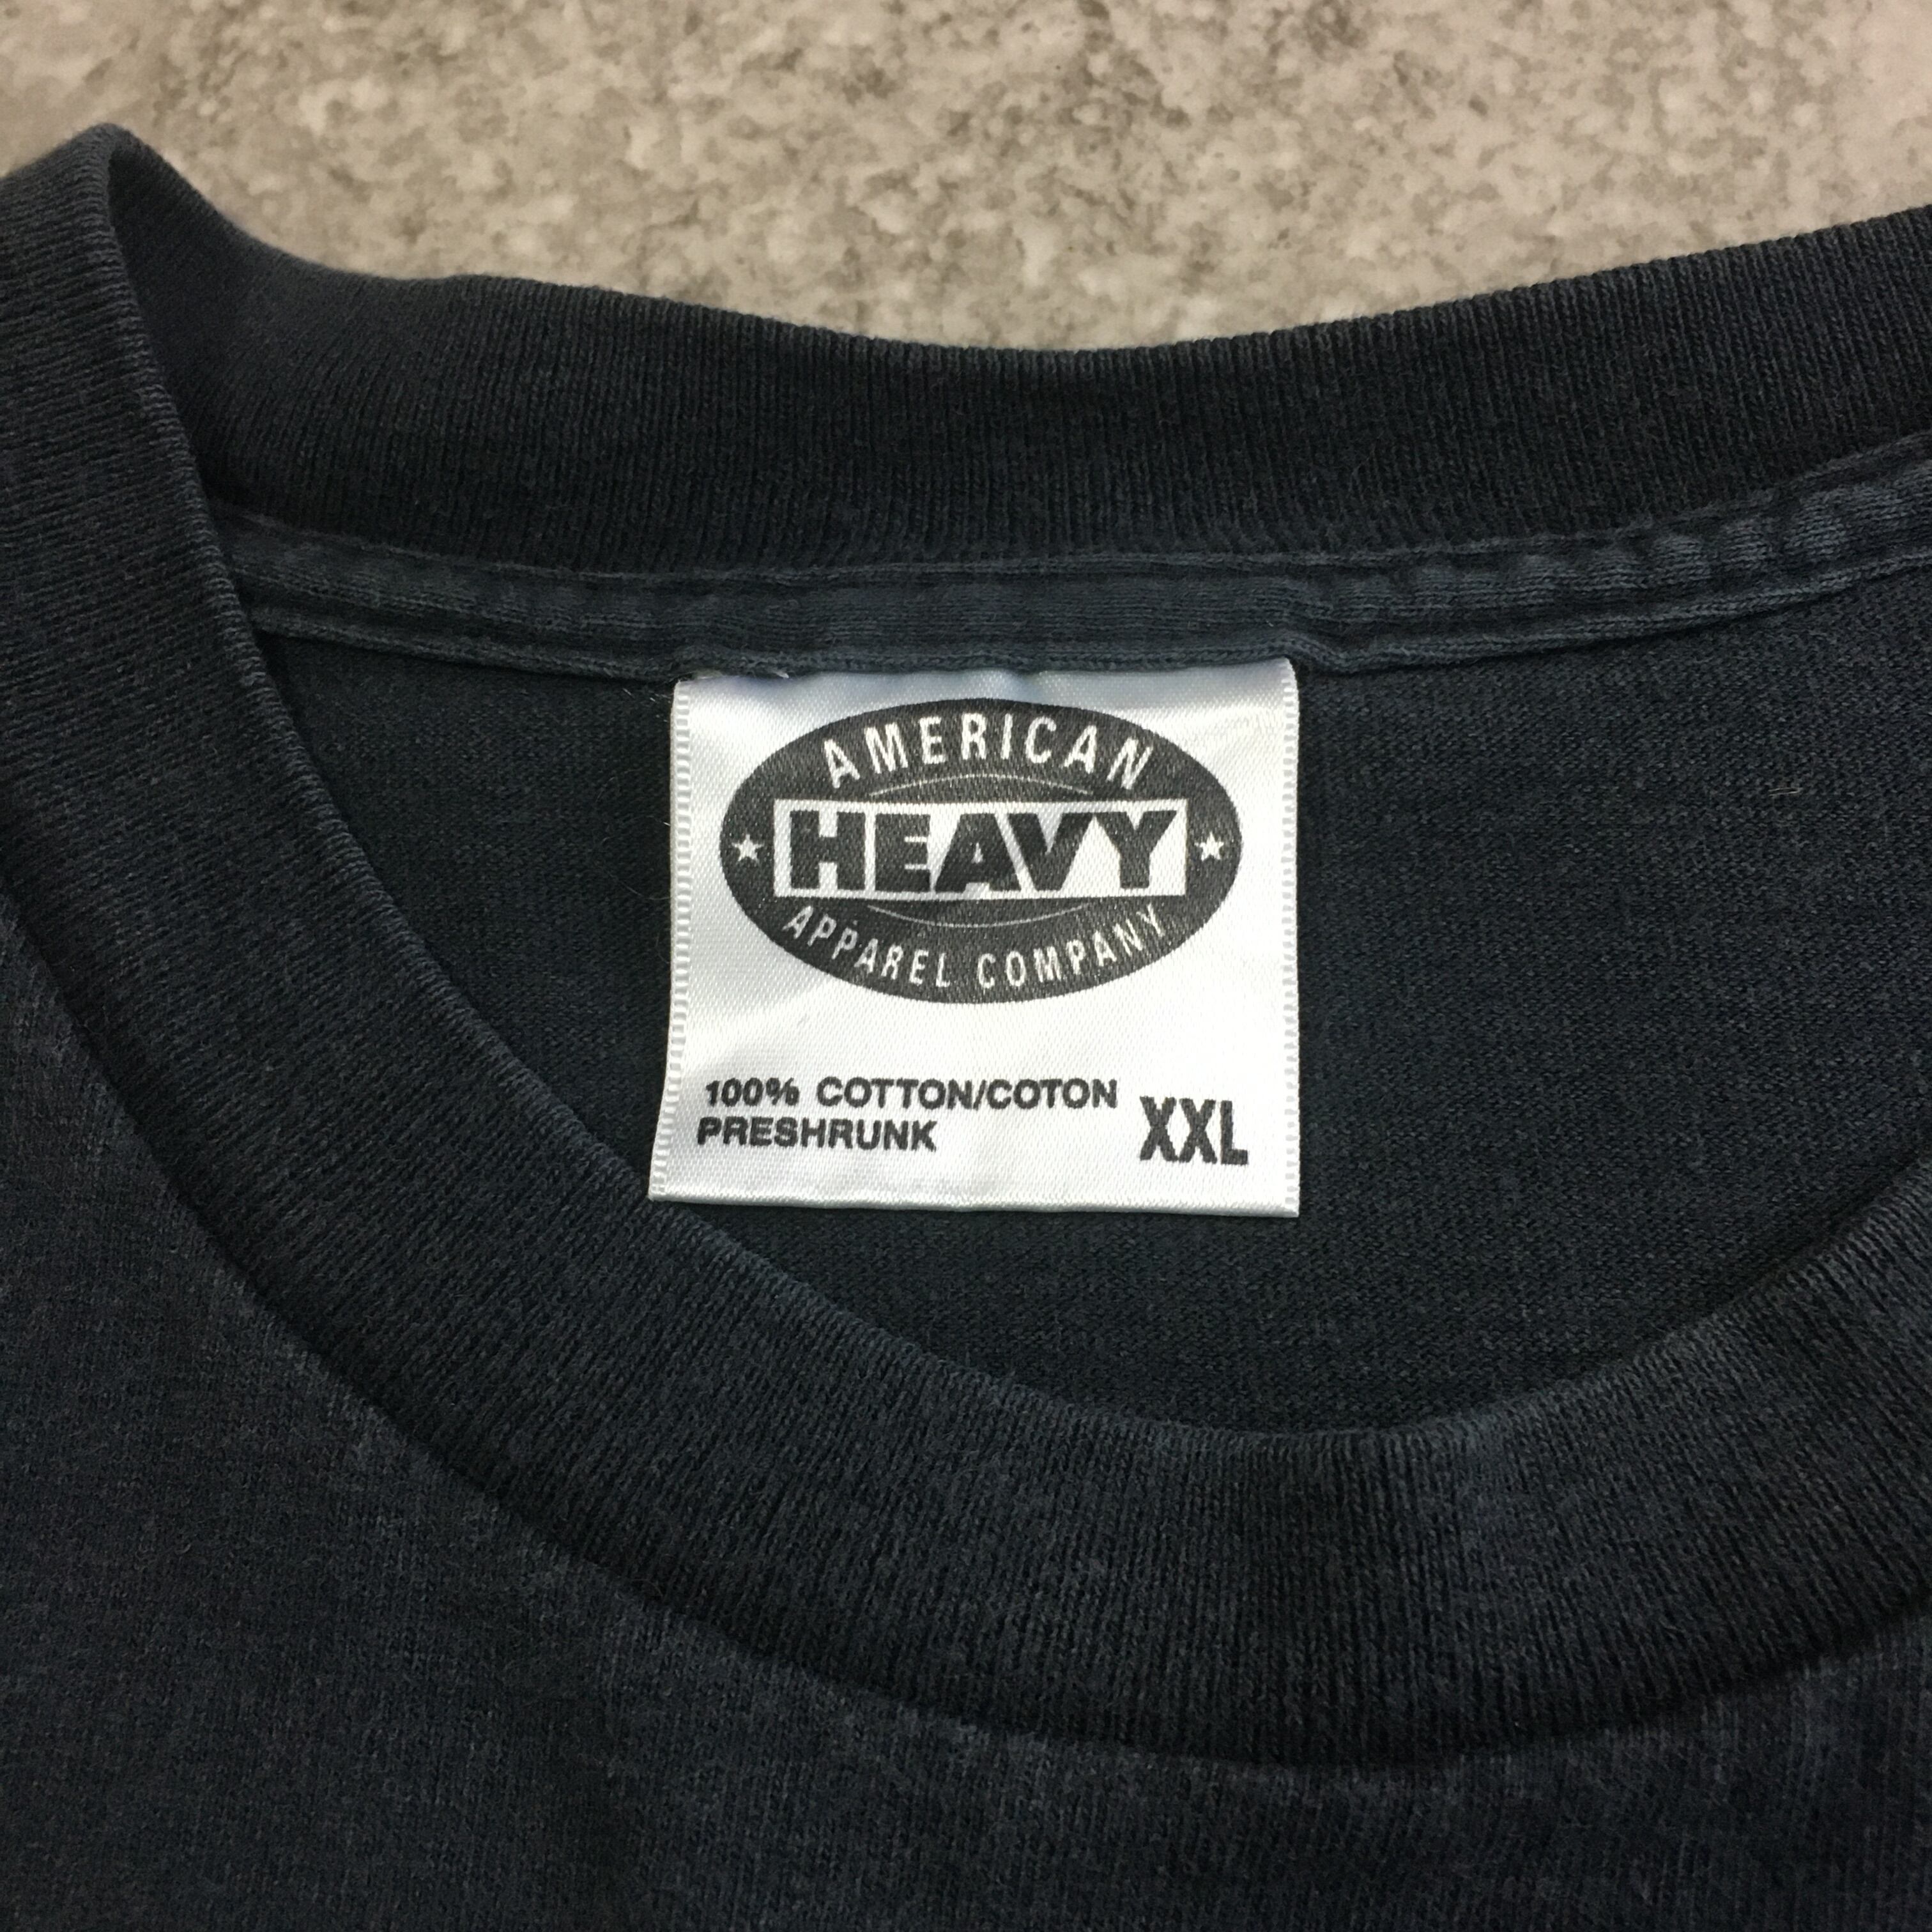 AMERICAN
HEAVY
APPAREL COMPANY
100% COTTON/COTON
PRESHRUNK
XXL